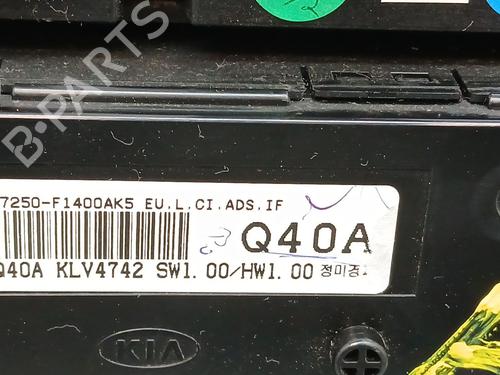 B-PARTS
7250-F1400AK5 EU.L.CI.ADS.IF
Q40A
Q40A KLV4742 SW1.00/HW1.00 정미경
KIA